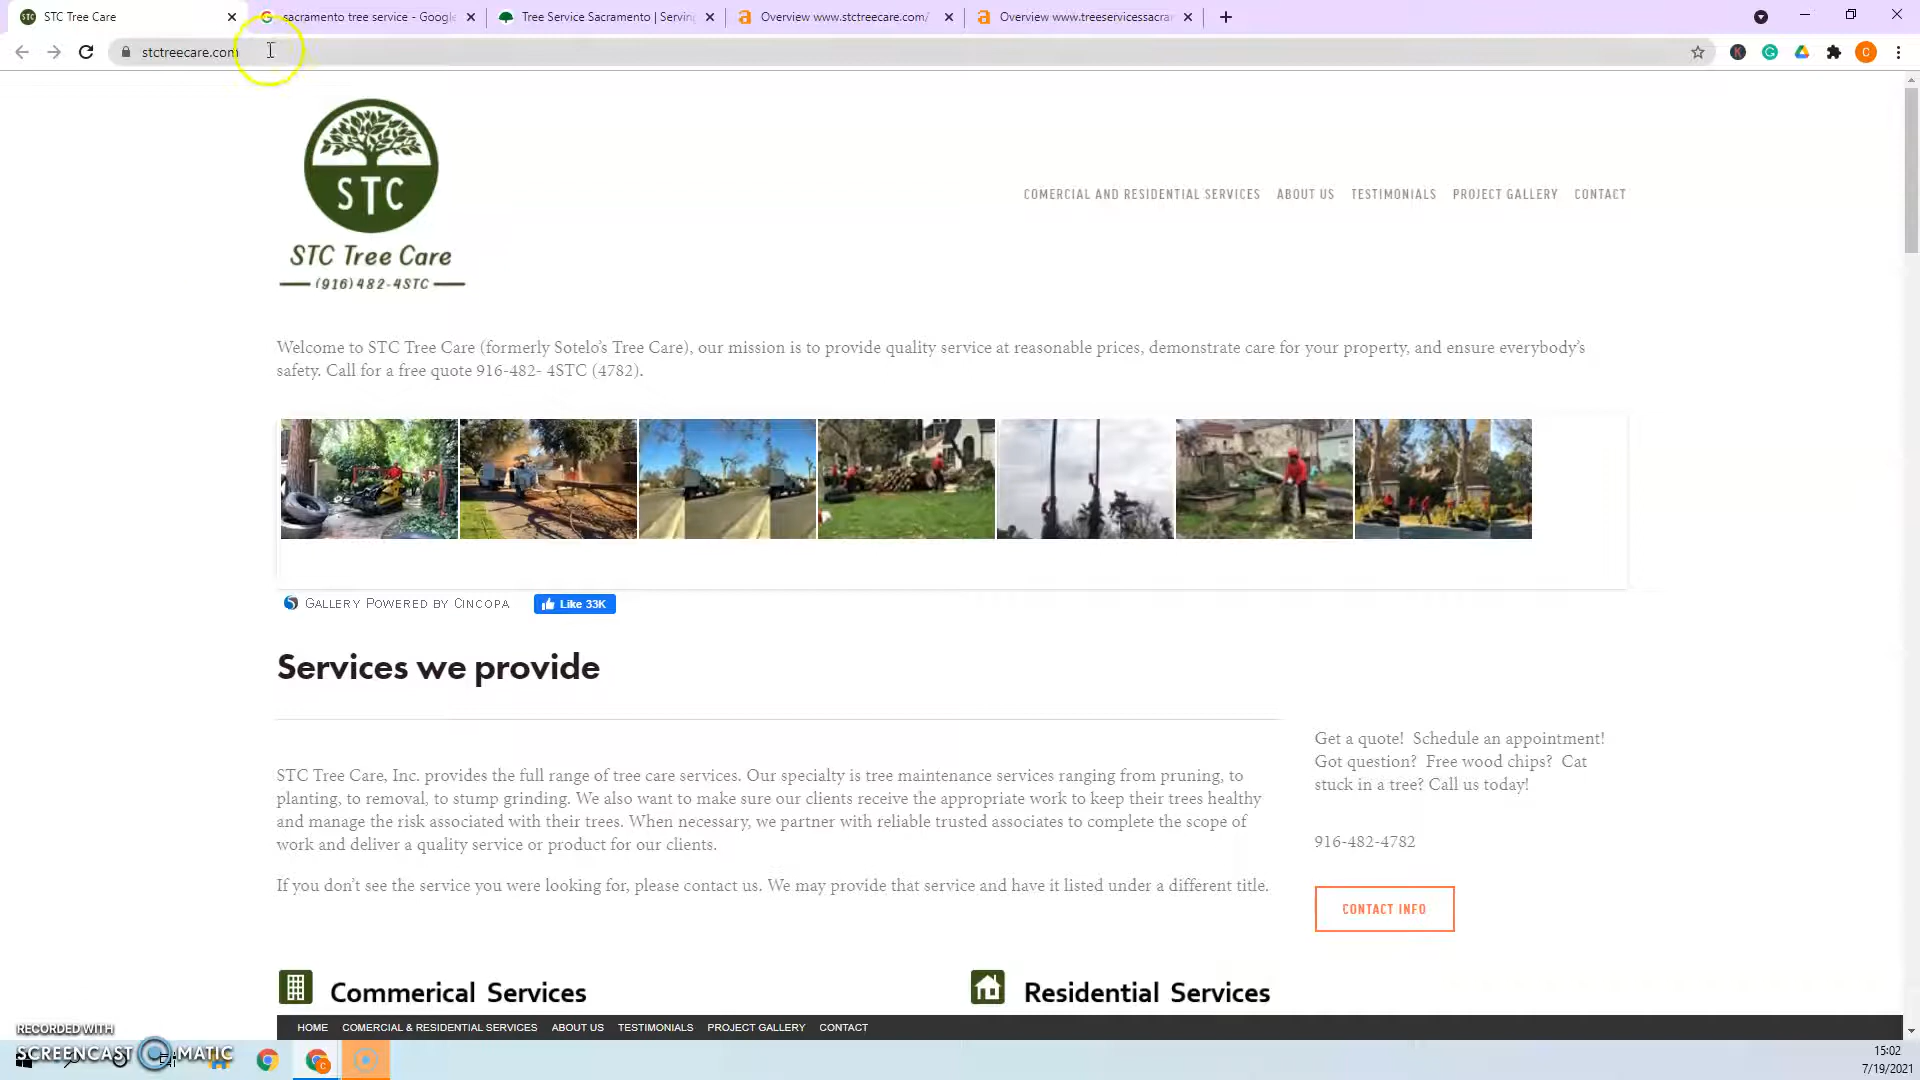 STC Tree Care
sacramento tree service - Google
Tree Service Sacramento | Servin
Overview www.stctreecare.com/
Overview www.treeservicessacra
stctreecare.com
C
STC
STC Tree Care
(916)482-4STC
COMERCIAL AND RESIDENTIAL SERVICES ABOUT US TESTIMONIALS PROJECT GALLERY CONTACT
Welcome to STC Tree Care (formerly Sotelo's Tree Care), our mission is to provide quality service at reasonable prices, demonstrate care for your property, and ensure everybody's
safety. Call for a free quote 916-482- 4STC (4782).
GALLERY POWERED BY CINCOPA
Like 33K
Services we provide
STC Tree Care, Inc. provides the full range of tree care services. Our specialty is tree maintenance services ranging from pruning, to
planting, to removal, to stump grinding. We also want to make sure our clients receive the appropriate work to keep their trees healthy
and manage the risk associated with their trees. When necessary, we partner with reliable trusted associates to complete the scope of
work and deliver a quality service or product for our clients.
If you don't see the service you were looking for, please contact us. We may provide that service and have it listed under a different title.
Get a quote! Schedule an appointment!
Got question? Free wood chips? Cat
stuck in a tree? Call us today!
916-482-4782
CONTACT INFO
Commerical Services
Residential Services
HOME COMERCIAL & RESIDENTIAL SERVICES ABOUT US TESTIMONIALS PROJECT GALLERY CONTACT
RECORDED WITH
SCREENCAST MATIC
15:02
7/19/2021